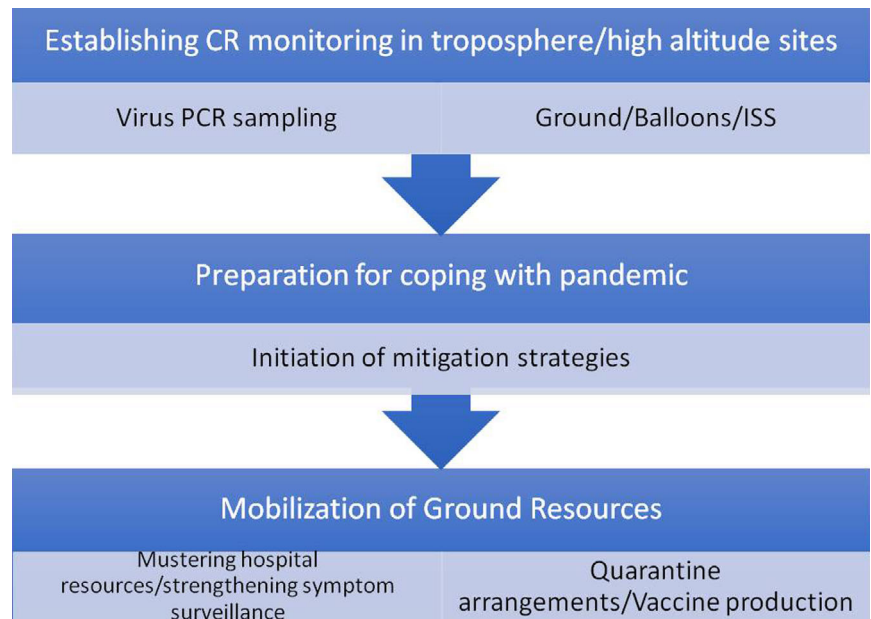 Establishing CR monitoring in troposphere/high altitude sites
Virus PCR sampling
Ground/Balloons/ISS
Preparation for coping with pandemic
Initiation of mitigation strategies
Mobilization of Ground Resources
Mustering hospital
resources/strengthening symptom
surveillance
Quarantine
arrangements/Vaccine production